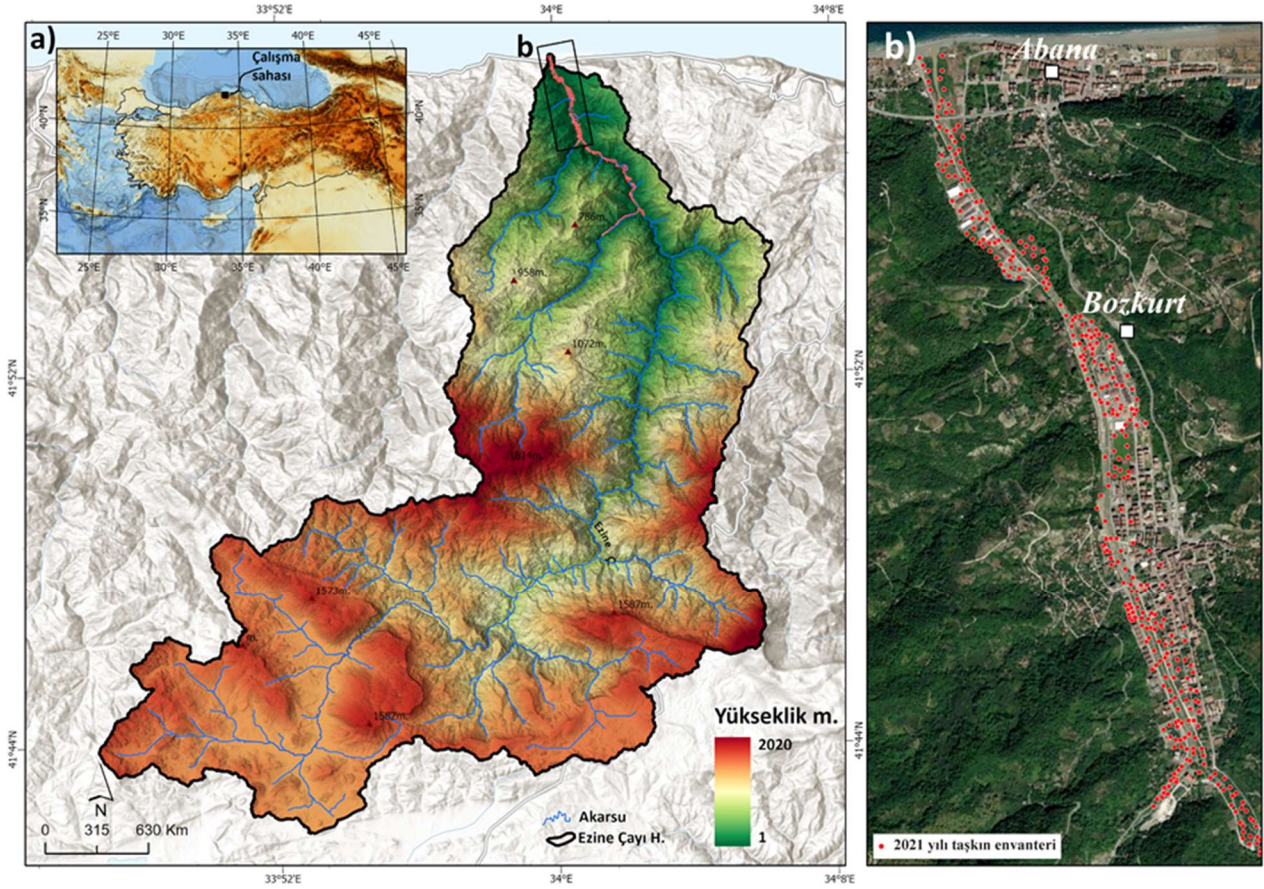 33°52'E
34°E
34°8'E
a)
25°E
30°E
35°E
40°E
45°E
Çalışma
sahası
40°N
40°N
35°N
35°N
25°E
30°E
35°E
40°E
45°E
b
786m.
958m.
1072m.
1614m.
41°52'N
41°52'N
Ezine Ç.
1573m.
1587m.
m.
1582m.
41°44'N
41°44'N
Yükseklik m.
2020
1
N
0 315 630 Km
Akarsu
Ezine Çayı H.
33°52'E
34°E
34°8'E
b)
Abana
Bozkurt
2021 yılı taşkın envanteri